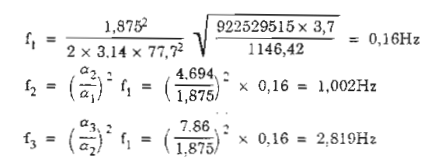 f₁ = 1,875² / 2 × 3.14 × 77,7² √ 922529515 × 3,7 / 1146,42 = 0,16Hz
f₂ = (α₂ / α₁)² f₁ = (4.694 / 1,875)² × 0,16 = 1,002Hz
f₃ = (α₃ / α₂)² f₁ = (7.86 / 1,875)² × 0,16 = 2,819Hz